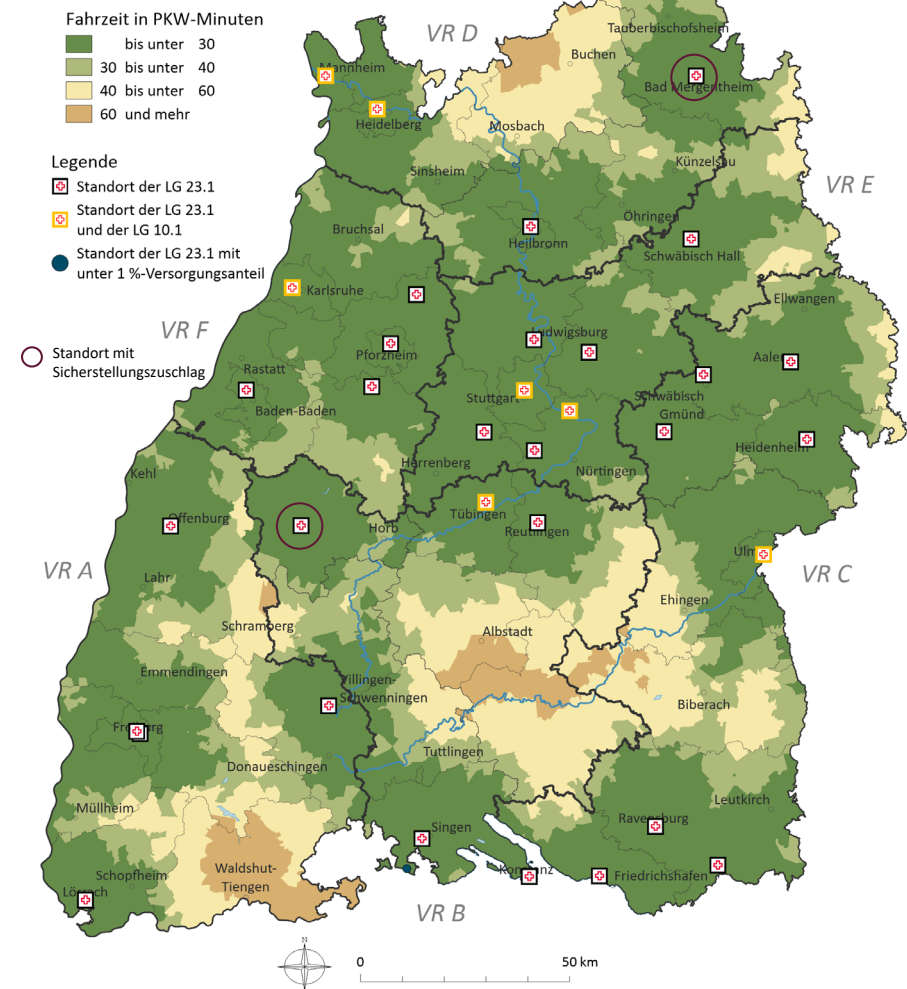 Fahrzeit in PKW-Minuten
bis unter 30
30 bis unter 40
40 bis unter 60
60 und mehr
Legende
Standort der LG 23.1
Standort der LG 23.1
und der LG 10.1
Standort der LG 23.1 mit
unter 1 %-Versorgungsanteil
Standort mit
Sicherstellungszuschlag
VR D
Tauberbischofsheim
Buchen
Mannheim
Bad Mergentheim
Heidelberg
Mosbach
Künzelsau
Sinsheim
VR E
Öhringen
Bruchsal
Heilbronn
Schwäbisch Hall
Karlsruhe
Ellwangen
VR F
Ludwigsburg
Pforzheim
Aalen
Rastatt
Stuttgart
Schwäbisch
Gmünd
Baden-Baden
Heidenheim
Herrenberg
Nürtingen
Kehl
Tübingen
Offenburg
Horb
Reutlingen
Ulm
VR A
VR C
Lahr
Ehingen
Schramberg
Albstadt
Emmendingen
Villingen-
Schwenningen
Biberach
Freiburg
Tuttlingen
Donaueschingen
Leutkirch
Müllheim
Ravensburg
Singen
Waldshut-
Tiengen
Konstanz
Schopfheim
Friedrichshafen
Lörrach
VR B
N
0 50 km